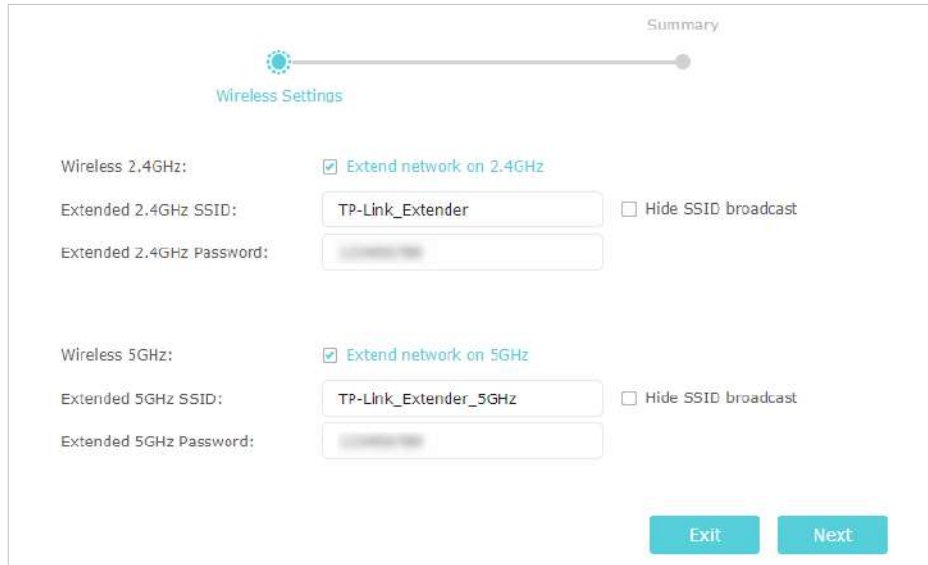 Summary
Wireless Settings
Wireless 2.4GHz: Extend network on 2.4GHz
Extended 2.4GHz SSID: TP-Link_Extender Hide SSID broadcast
Extended 2.4GHz Password:
Wireless 5GHz: Extend network on 5GHz
Extended 5GHz SSID: TP-Link_Extender_5GHz Hide SSID broadcast
Extended 5GHz Password:
Exit Next